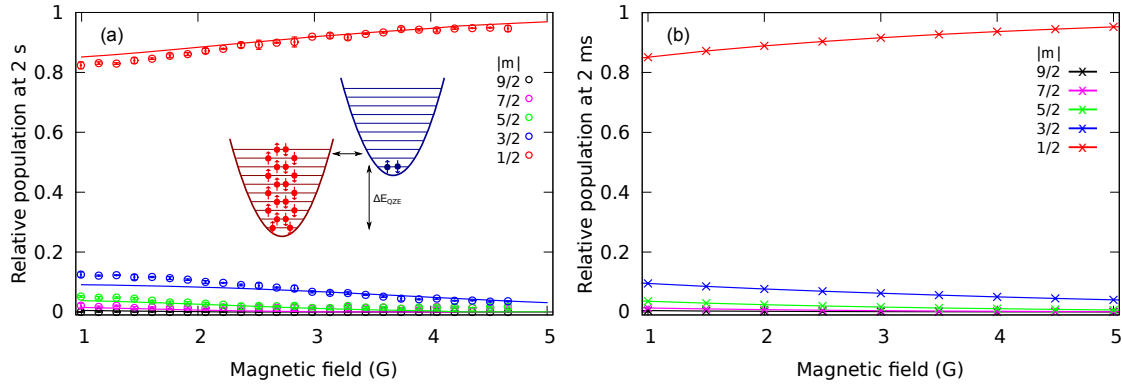 (a)
Relative population at 2 s
1
0.8
0.6
0.4
0.2
0
|m|
9/2
7/2
5/2
3/2
1/2
ΔE_QZE
1 2 3 4 5
Magnetic field (G)
(b)
Relative population at 2 ms
1
0.8
0.6
0.4
0.2
0
|m|
9/2
7/2
5/2
3/2
1/2
1 2 3 4 5
Magnetic field (G)